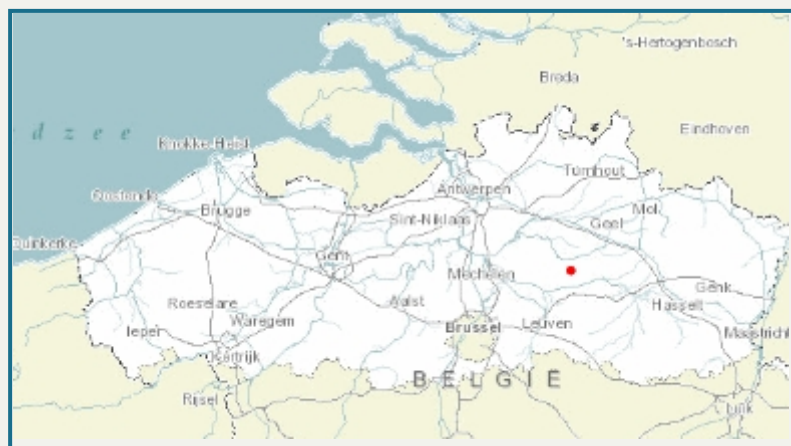 's-Hertogenbosch
Breda
Eindhoven
d z e e
Knokke-Heist
Turnhout
Antwerpen
Oostende
Brugge
Sint-Niklaas
Mol
Geel
Duinkerke
Gent
Mechelen
Genk
Roeselare
Aalst
Hasselt
Ieper
Waregem
Brussel
Leuven
Maastricht
Kortrijk
BELGIË
Rijsel
Luik